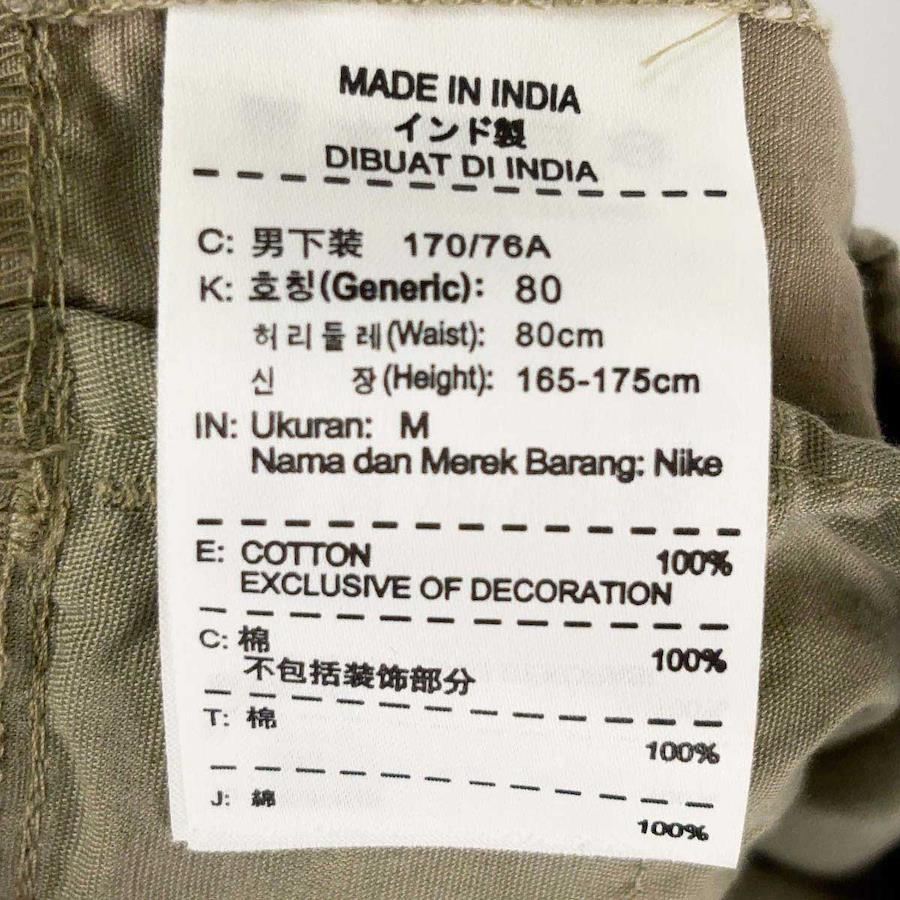 MADE IN INDIA
インド製
DIBUAT DI INDIA
C: 男下装 170/76A
K: 호칭(Generic): 80
허리둘레(Waist): 80cm
신 장(Height): 165-175cm
IN: Ukuran: M
Nama dan Merek Barang: Nike
E: COTTON 100%
EXCLUSIVE OF DECORATION
C: 棉 100%
不包括装饰部分
T: 棉 100%
J: 綿 100%